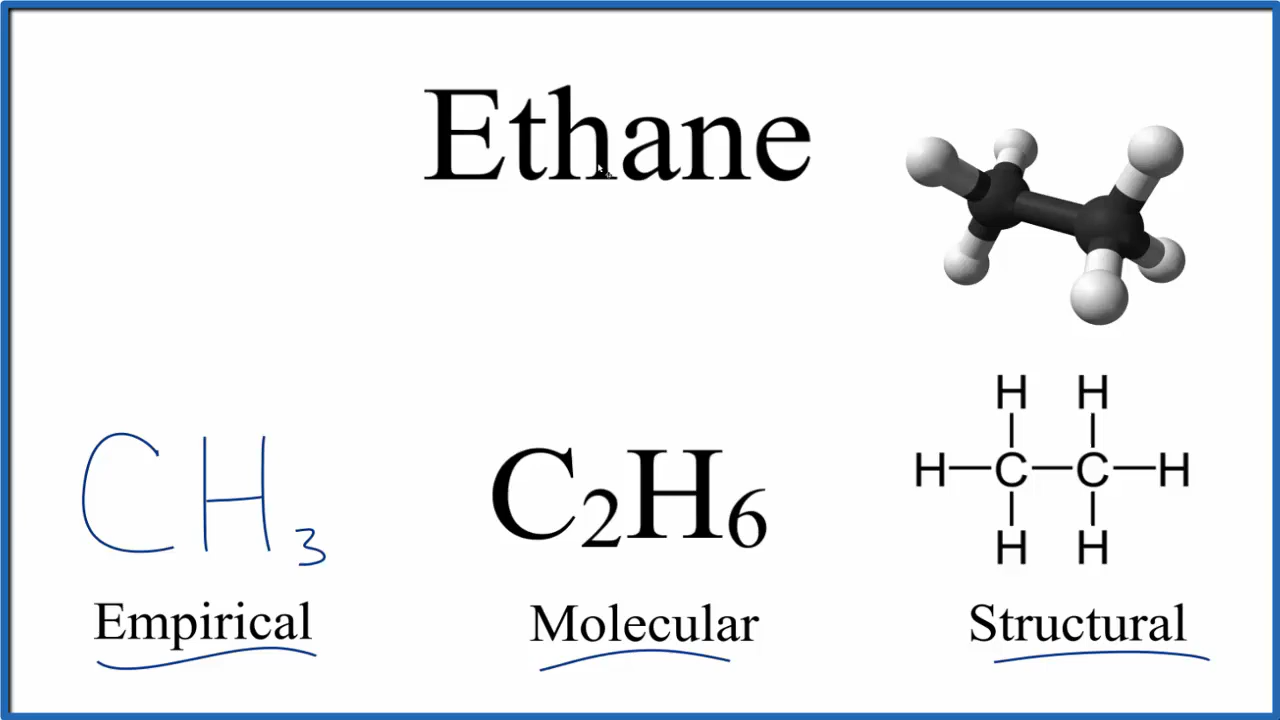 Ethane
H H
H C C H
H H
CH₃
C₂H₆
Empirical
Molecular
Structural